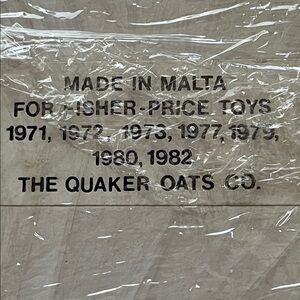 MADE IN MALTA
FOR FISHER-PRICE TOYS
1971, 1972, 1973, 1977, 1979,
1980, 1982
THE QUAKER OATS CO.